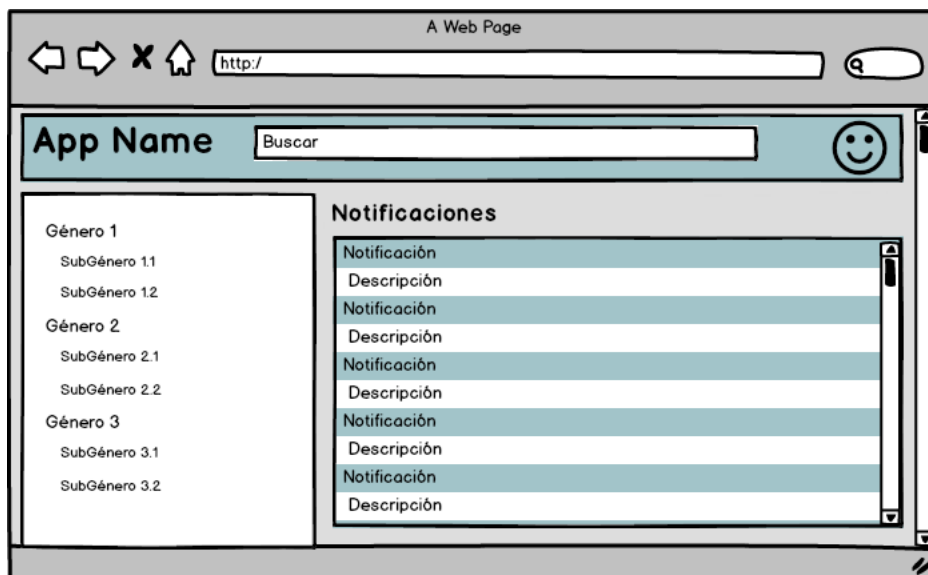 A Web Page
http:/
App Name
Buscar
Género 1
SubGénero 1.1
SubGénero 1.2
Género 2
SubGénero 2.1
SubGénero 2.2
Género 3
SubGénero 3.1
SubGénero 3.2
Notificaciones
Notificación
Descripción
Notificación
Descripción
Notificación
Descripción
Notificación
Descripción
Notificación
Descripción